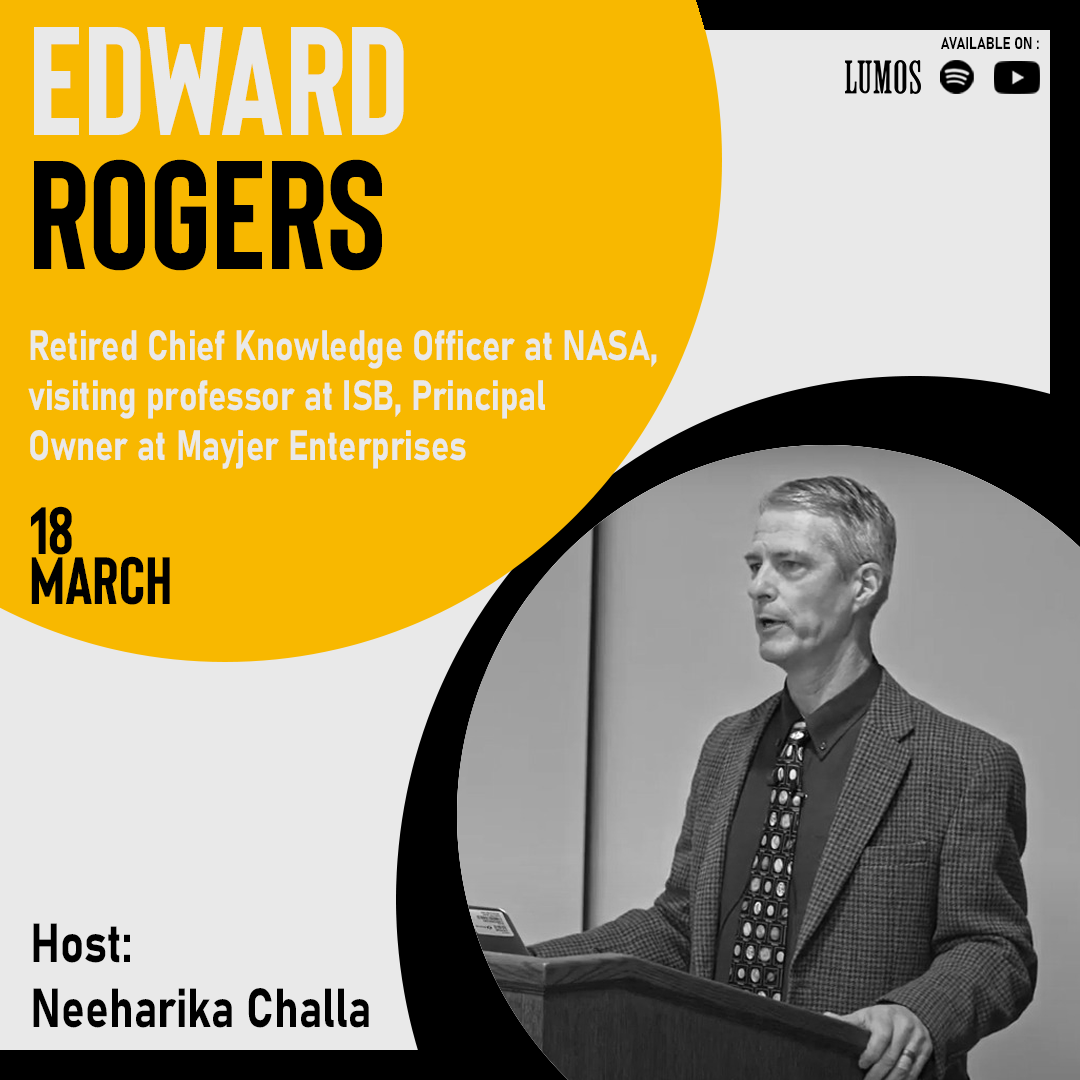 EDWARD
ROGERS
AVAILABLE ON :
LUMOS
Retired Chief Knowledge Officer at NASA,
visiting professor at ISB, Principal
Owner at Mayjer Enterprises
18
MARCH
Host:
Neeharika Challa